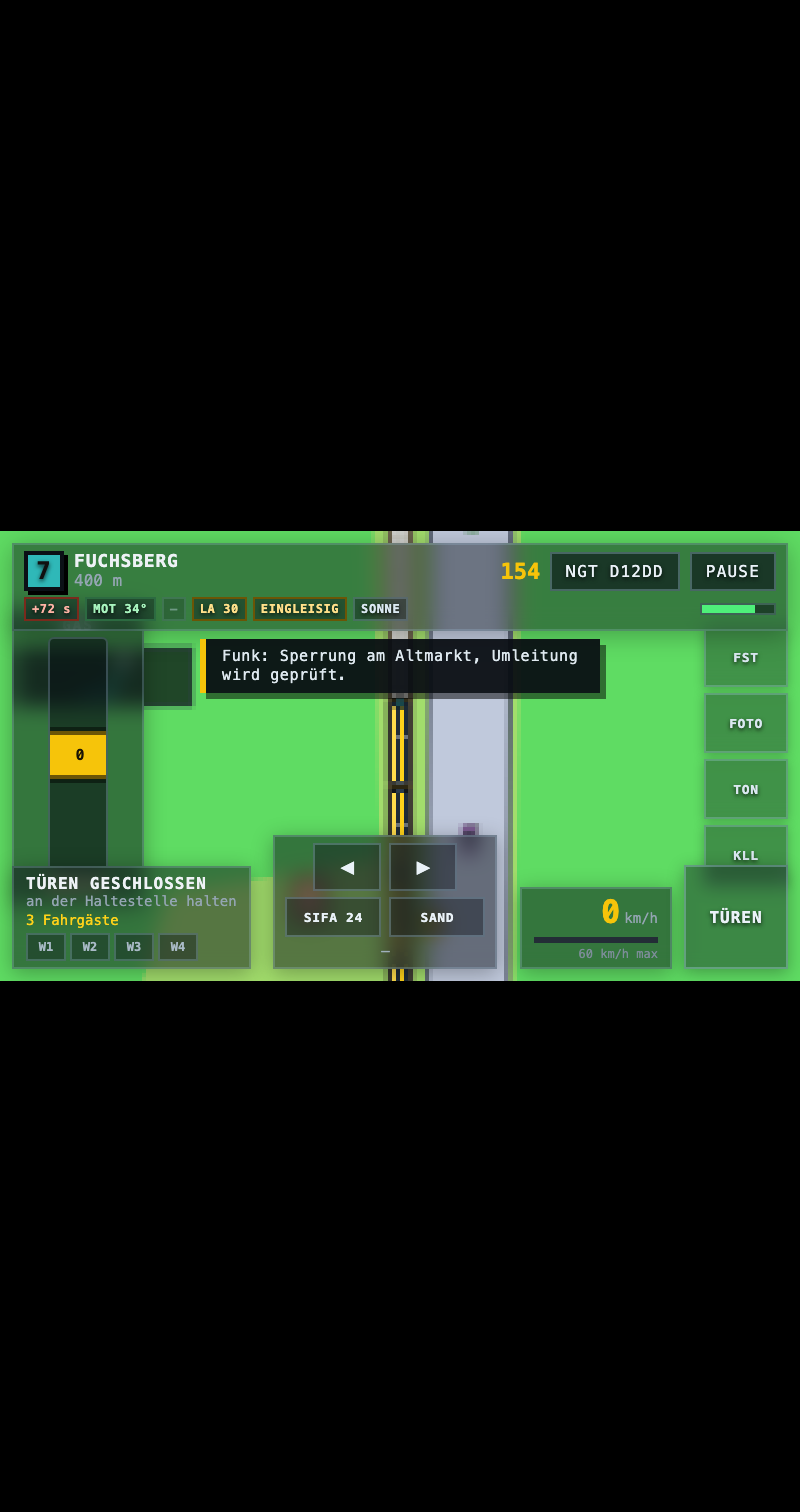 7
FUCHSBERG
400 m
154
NGT D12DD
PAUSE
+72 s
MOT 34°
—
LA 30
EINGLEISIG
SONNE
Funk: Sperrung am Altmarkt, Umleitung
wird geprüft.
0
FST
FOTO
TON
KLL
TÜREN GESCHLOSSEN
an der Haltestelle halten
3 Fahrgäste
W1
W2
W3
W4
◀
▶
SIFA 24
SAND
—
0 km/h
60 km/h max
TÜREN